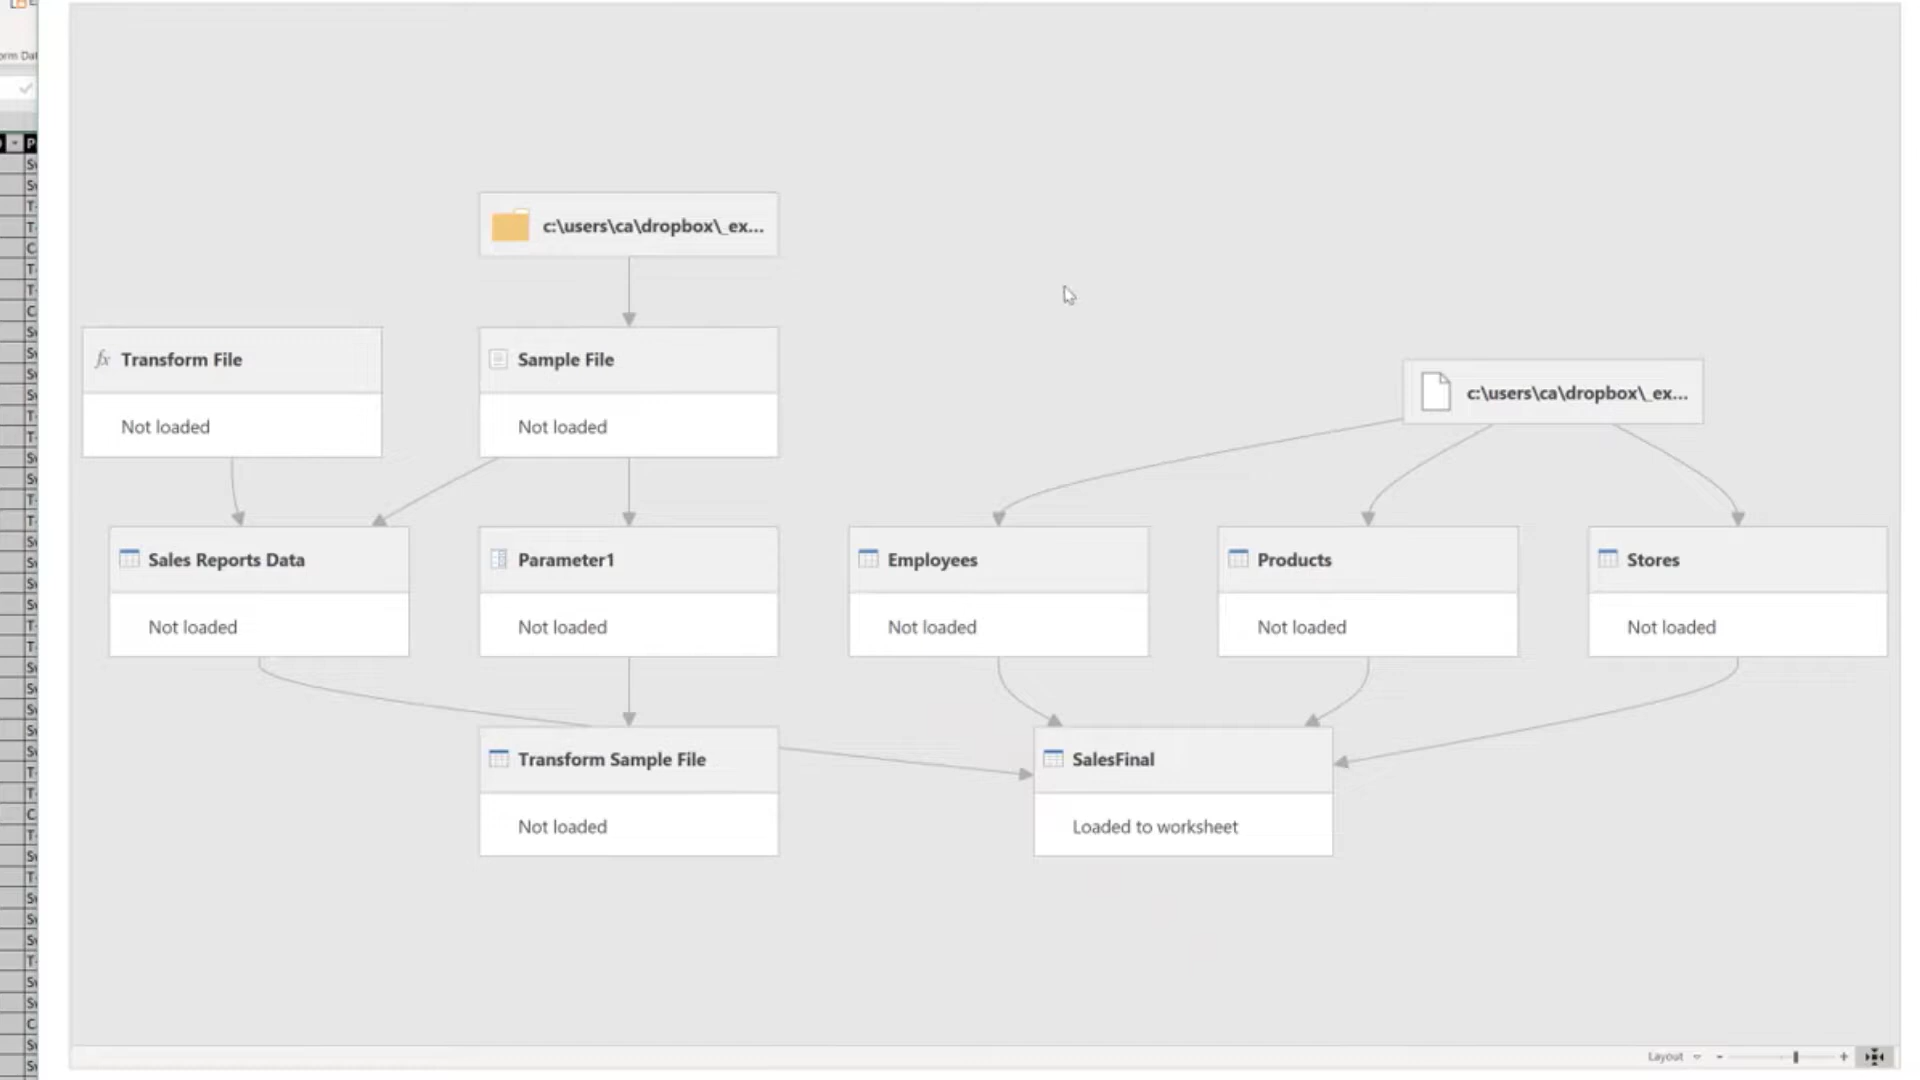 c:\users\ca\dropbox\_ex...
Transform File
Not loaded
Sample File
Not loaded
c:\users\ca\dropbox\_ex...
Sales Reports Data
Not loaded
Parameter1
Not loaded
Employees
Not loaded
Products
Not loaded
Stores
Not loaded
Transform Sample File
Not loaded
SalesFinal
Loaded to worksheet
Layout